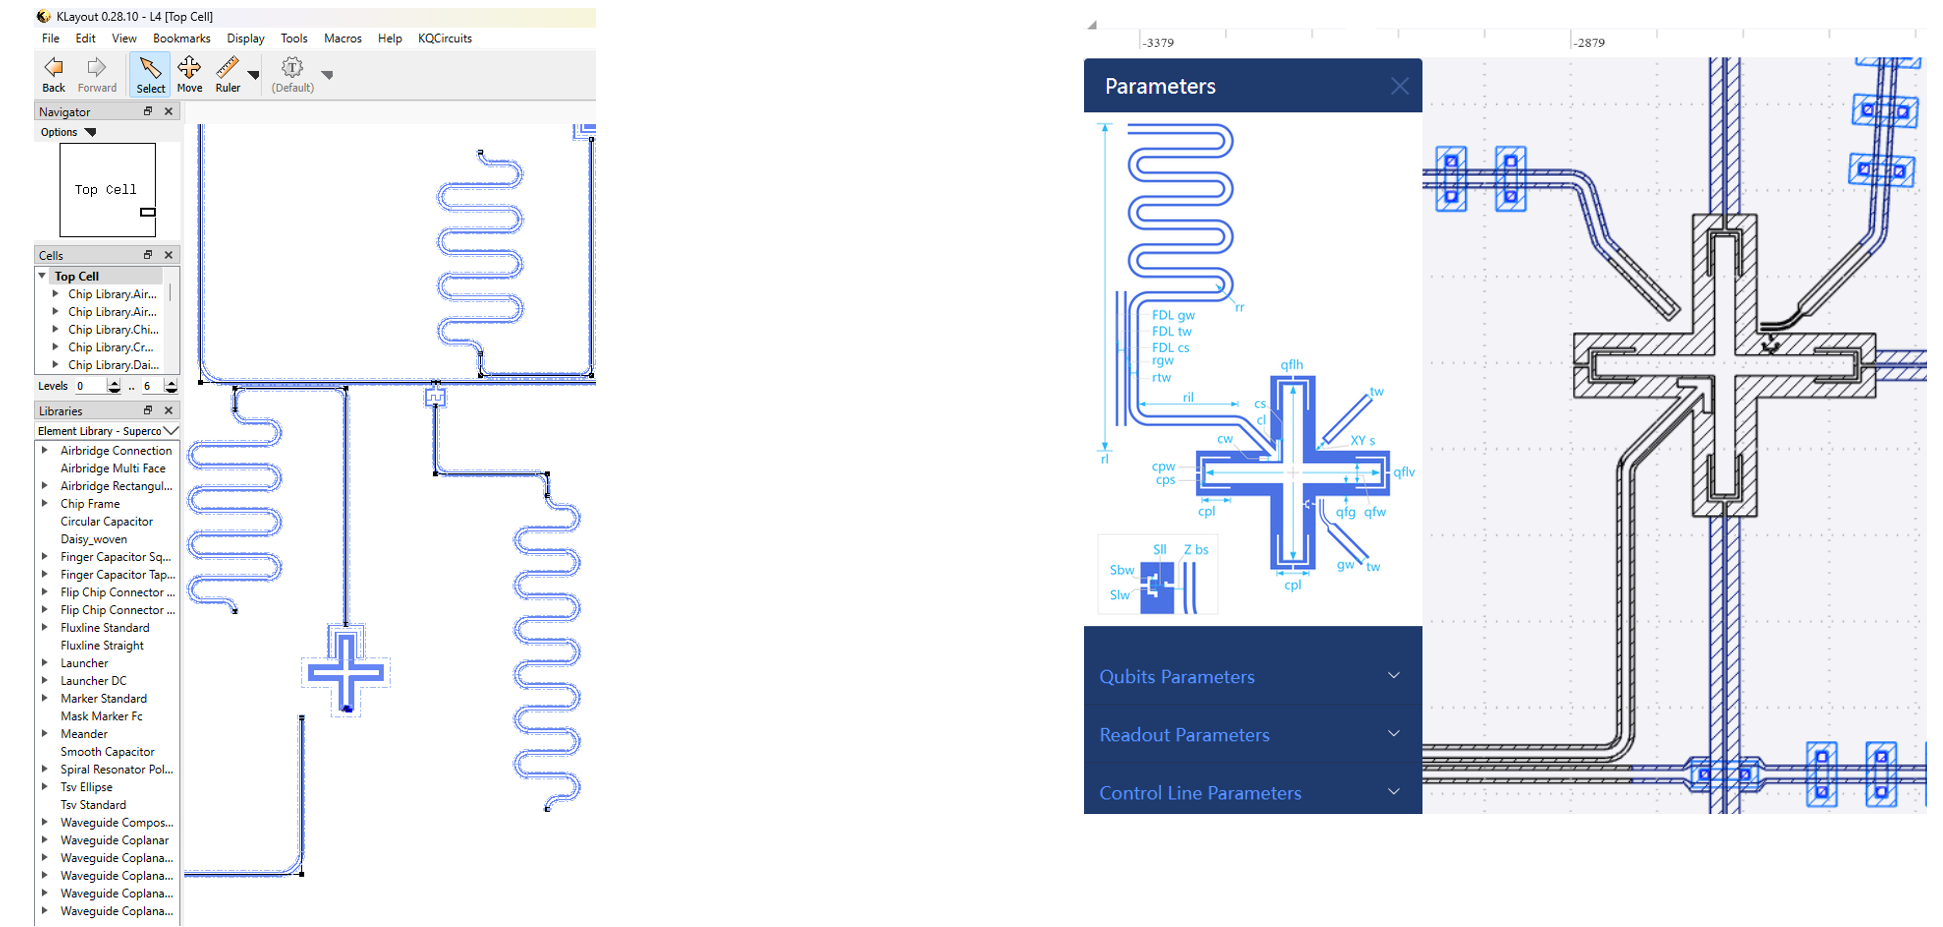 KLayout 0.28.10 - L4 [Top Cell]
File Edit View Bookmarks Display Tools Macros Help KQCircuits
Back Forward Select Move Ruler (Default)
Navigator
Options
Top Cell
Cells
Top Cell
Chip Library.Air...
Chip Library.Air...
Chip Library.Chi...
Chip Library.Cr...
Chip Library.Dai...
Levels 0 .. 6
Libraries
Element Library - Superco
Airbridge Connection
Airbridge Multi Face
Airbridge Rectangul...
Chip Frame
Circular Capacitor
Daisy_woven
Finger Capacitor Sq...
Finger Capacitor Tap...
Flip Chip Connector ...
Flip Chip Connector ...
Fluxline Standard
Fluxline Straight
Launcher
Launcher DC
Marker Standard
Mask Marker Fc
Meander
Smooth Capacitor
Spiral Resonator Pol...
Tsv Ellipse
Tsv Standard
Waveguide Compos...
Waveguide Coplanar
Waveguide Coplana...
Waveguide Coplana...
Waveguide Coplana...
Waveguide Coplana...
-3379
-2879
Parameters
rr
FDL gw
FDL tw
FDL cs
rgw
rtw
qflh
ril
cs
tw
cl
cw
XY s
rl
cpw
cps
qflv
cpl
qfg
qfw
Sll
Z bs
gw
tw
Sbw
cpl
Slw
Qubits Parameters
Readout Parameters
Control Line Parameters